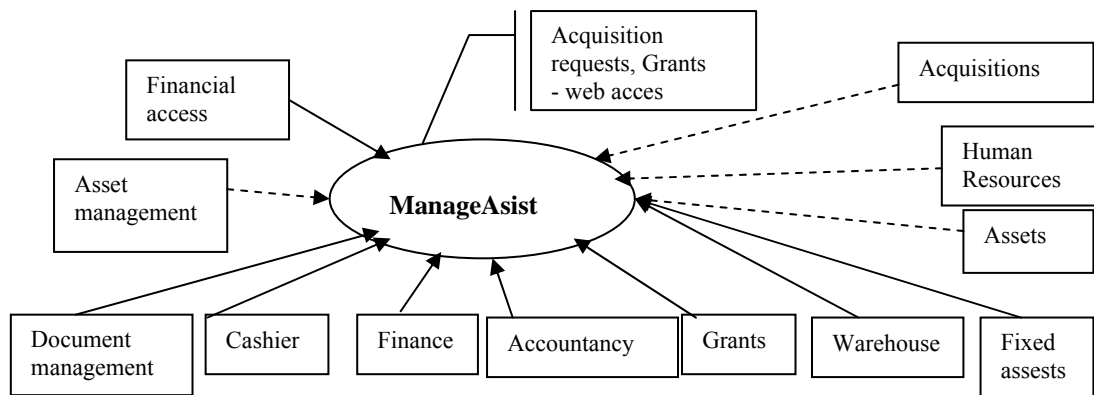 Acquisition
requests, Grants
- web acces
Acquisitions
Financial
access
Human
Resources
Asset
management
ManageAsist
Assets
Document
management
Cashier
Finance
Accountancy
Grants
Warehouse
Fixed
assests